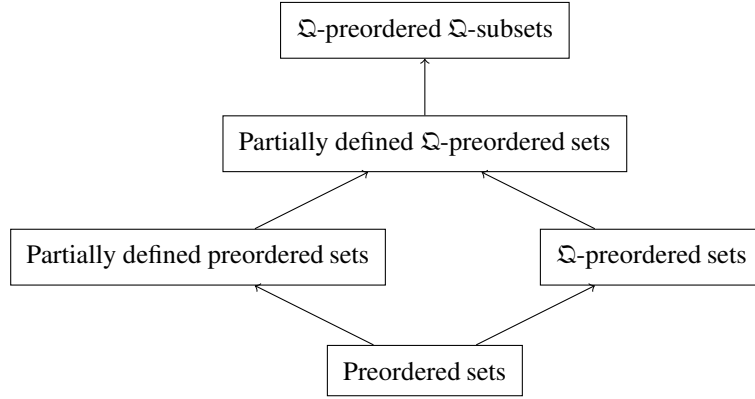 𝔔-preordered 𝔔-subsets
Partially defined 𝔔-preordered sets
Partially defined preordered sets
𝔔-preordered sets
Preordered sets